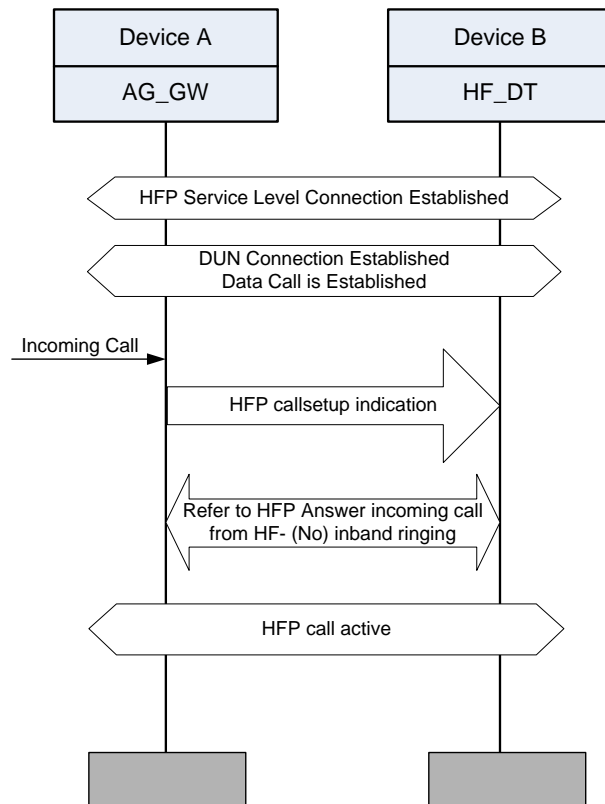 Device A
AG_GW
Device B
HF_DT
HFP Service Level Connection Established
DUN Connection Established
Data Call is Established
Incoming Call
HFP callsetup indication
Refer to HFP Answer incoming call
from HF- (No) inband ringing
HFP call active